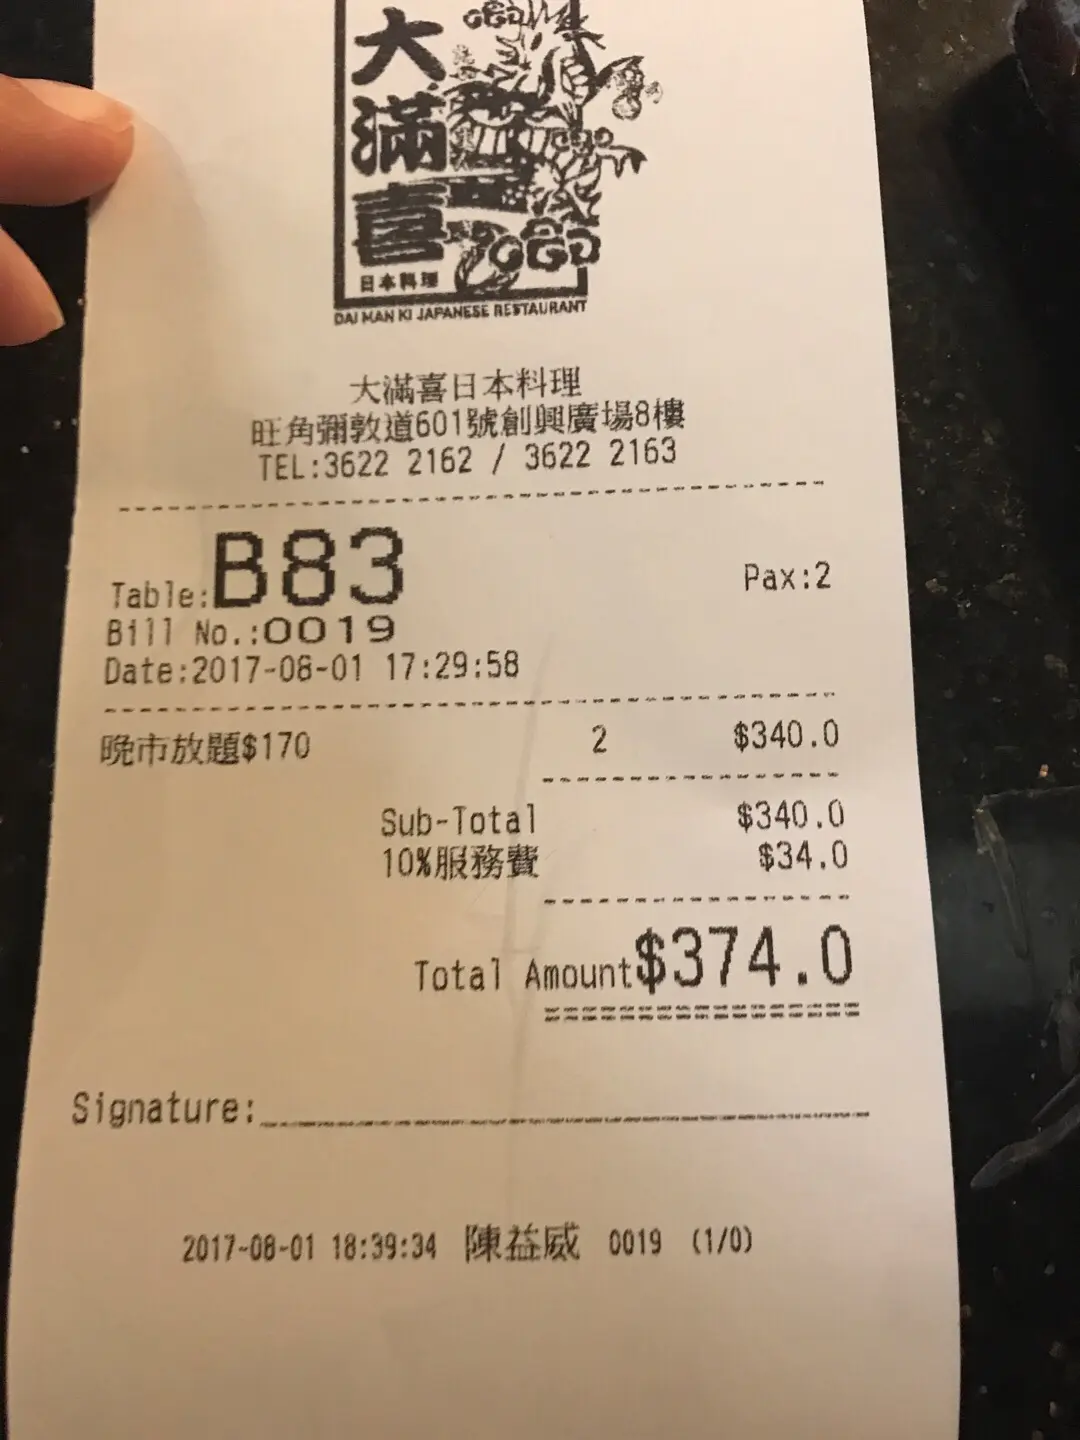 大
滿
喜
日本料理
DAI MAN KI JAPANESE RESTAURANT
大滿喜日本料理
旺角彌敦道601號創興廣場8樓
TEL:3622 2162 / 3622 2163
Table:B83 Pax:2
Bill No.:0019
Date:2017-08-01 17:29:58
晚市放題$170 2 $340.0
Sub-Total $340.0
10%服務費 $34.0
Total Amount$374.0
Signature:
2017-08-01 18:39:34 陳益威 0019 (1/0)